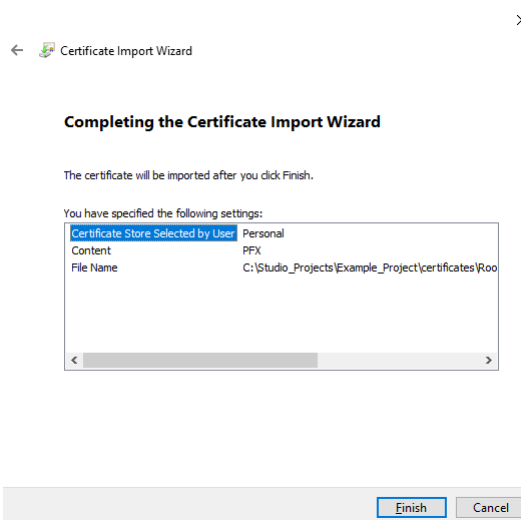 Certificate Import Wizard
Completing the Certificate Import Wizard
The certificate will be imported after you click Finish.
You have specified the following settings:
Certificate Store Selected by User Personal
Content PFX
File Name C:\Studio_Projects\Example_Project\certificates\Roo
Finish Cancel